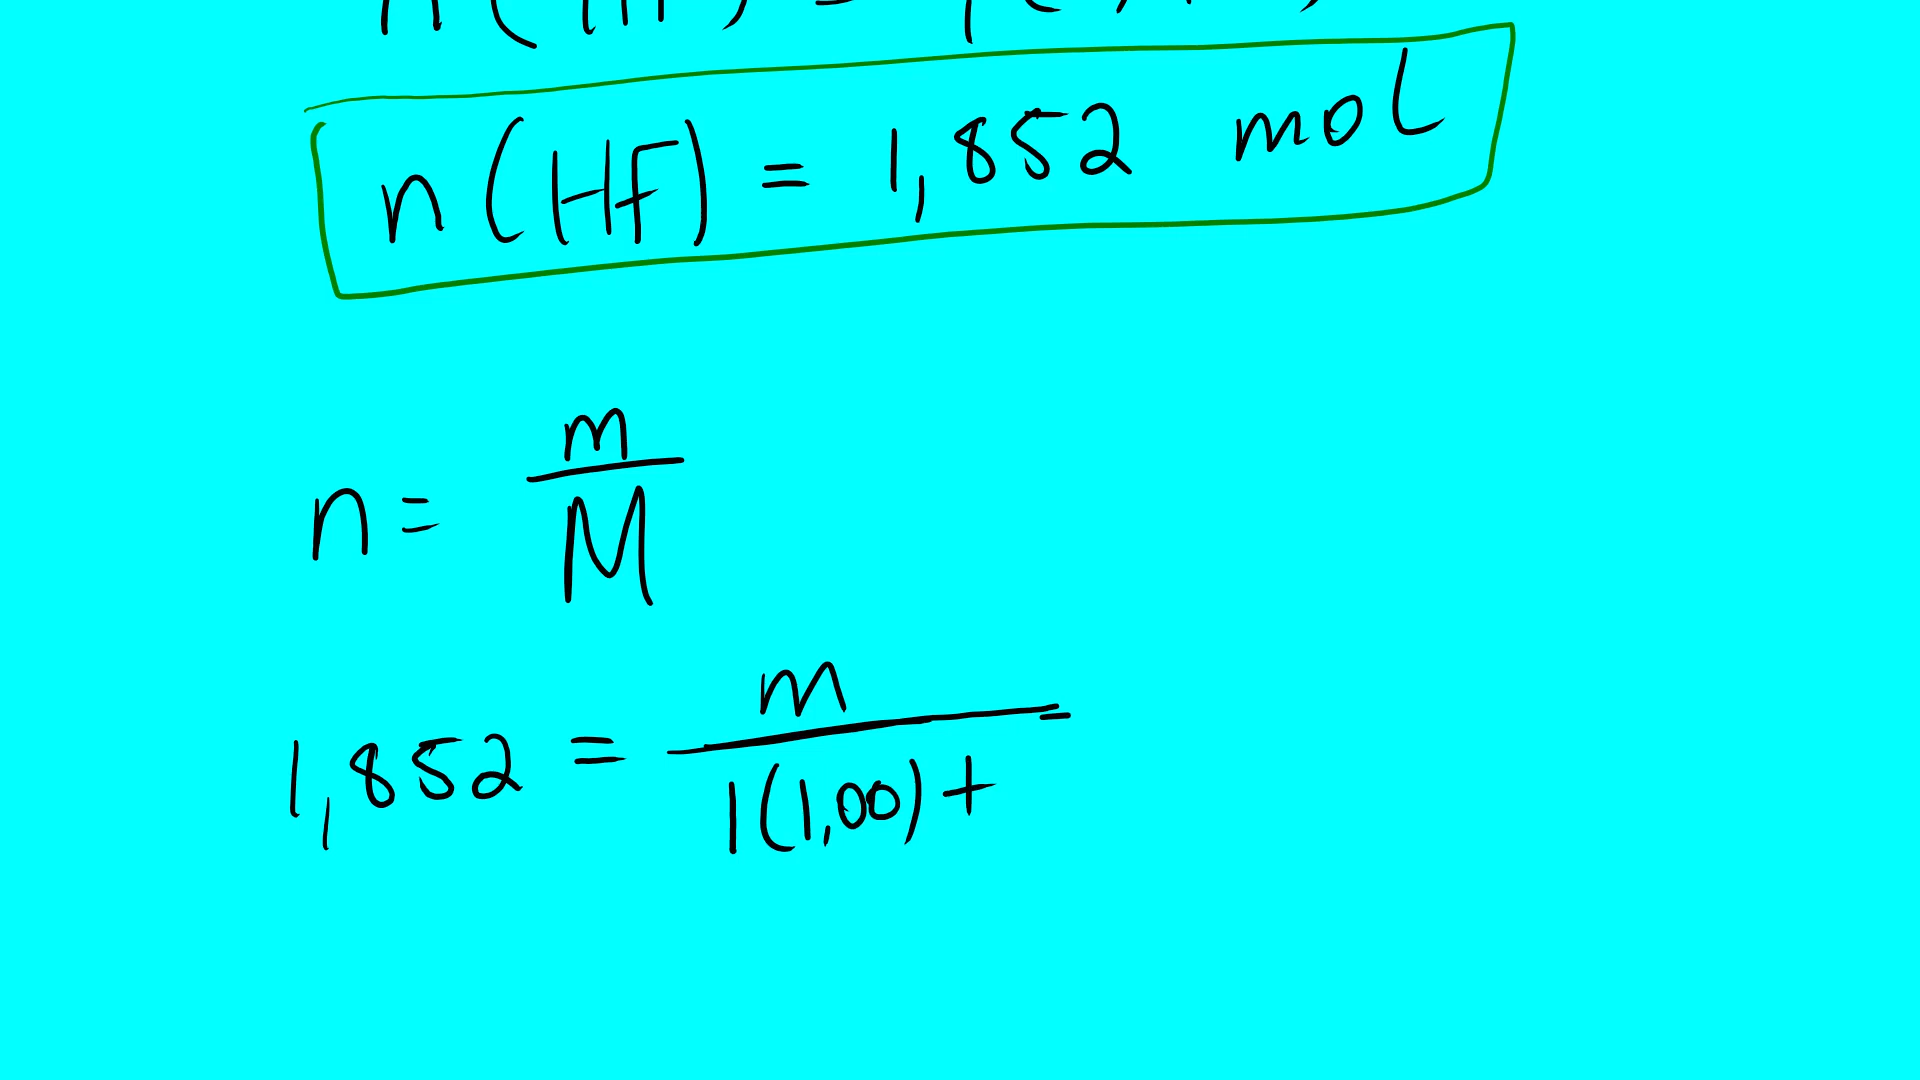 n(HF) = 1,852 mol
n = m/M
1,852 = m/1(1,00) +